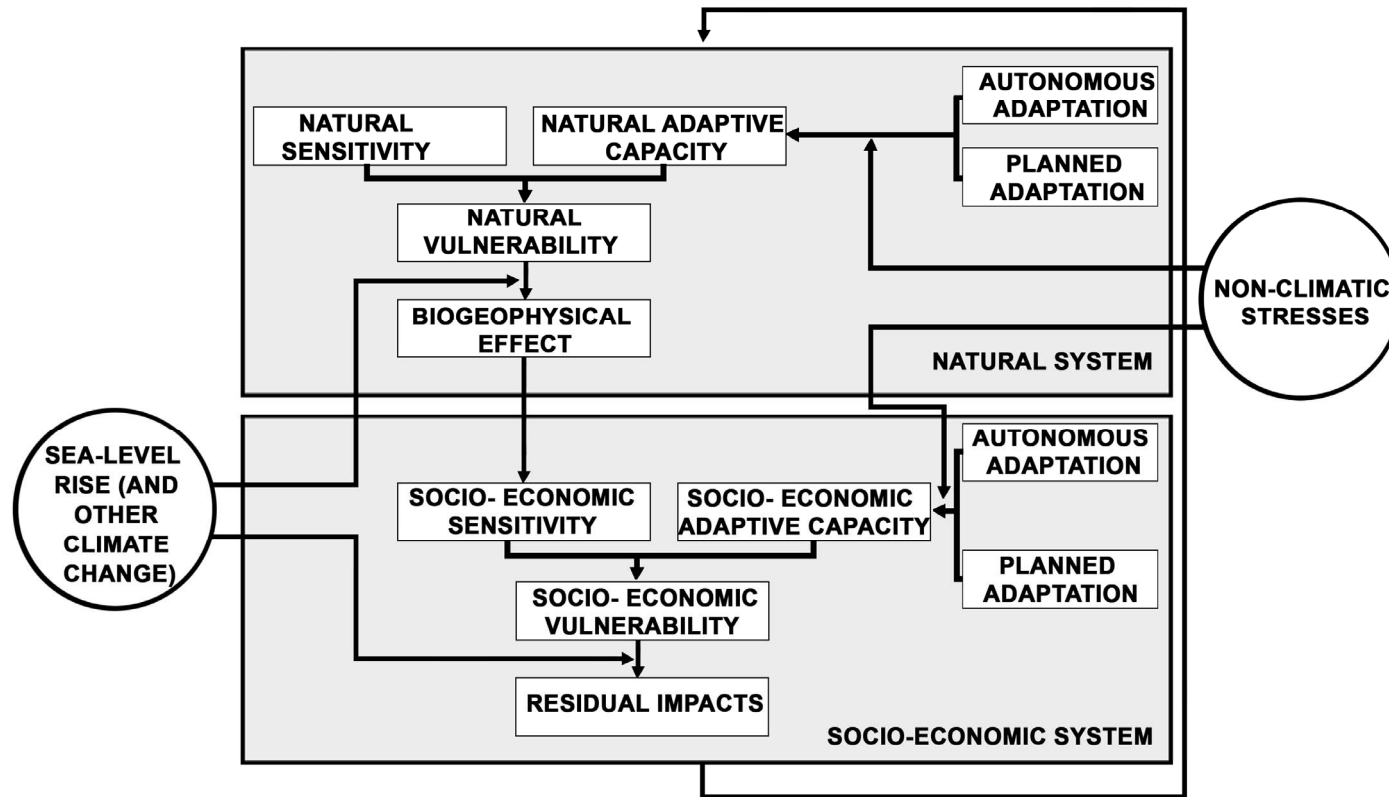 AUTONOMOUS
ADAPTATION
NATURAL
SENSITIVITY
NATURAL ADAPTIVE
CAPACITY
PLANNED
ADAPTATION
NATURAL
VULNERABILITY
BIOGEOPHYSICAL
EFFECT
NATURAL SYSTEM
NON-CLIMATIC
STRESSES
SEA-LEVEL
RISE (AND
OTHER
CLIMATE
CHANGE)
AUTONOMOUS
ADAPTATION
SOCIO- ECONOMIC
SENSITIVITY
SOCIO- ECONOMIC
ADAPTIVE CAPACITY
PLANNED
ADAPTATION
SOCIO- ECONOMIC
VULNERABILITY
RESIDUAL IMPACTS
SOCIO-ECONOMIC SYSTEM